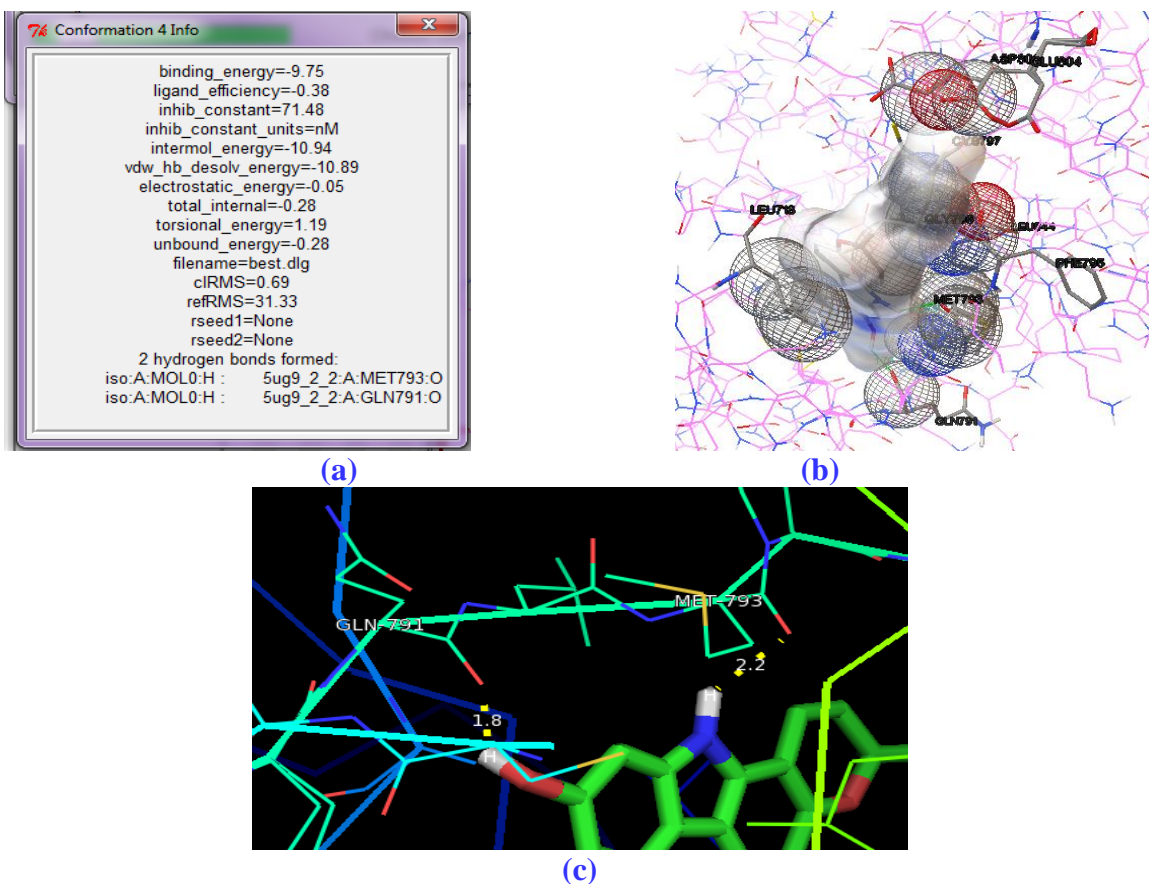 Conformation 4 Info
binding_energy=-9.75
ligand_efficiency=-0.38
inhib_constant=71.48
inhib_constant_units=nM
intermol_energy=-10.94
vdw_hb_desolv_energy=-10.89
electrostatic_energy=-0.05
total_internal=-0.28
torsional_energy=1.19
unbound_energy=-0.28
filename=best.dlg
clRMS=0.69
refRMS=31.33
rseed1=None
rseed2=None
2 hydrogen bonds formed:
iso:A:MOL0:H : 5ug9_2_2:A:MET793:O
iso:A:MOL0:H : 5ug9_2_2:A:GLN791:O
(a)
LEU718
MET793
GLN791
(b)
GLN-791
MET-793
2.2
H
1.8
H
(c)